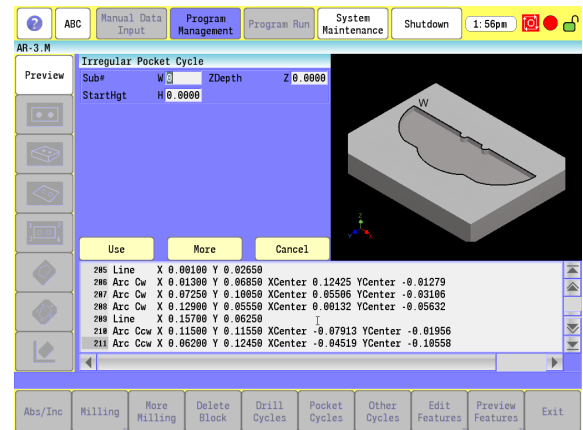 ? ABC Manual Data Input Program Management Program Run System Maintenance Shutdown 1:56pm
AR-3.M
Irregular Pocket Cycle
Preview
Sub# W 0 ZDepth Z 0.0000
StartHgt H 0.0000
W
Z
Y X
Use More Cancel
205 Line X 0.00100 Y 0.02650
206 Arc Cw X 0.01300 Y 0.06850 XCenter 0.12425 YCenter -0.01279
207 Arc Cw X 0.07250 Y 0.10050 XCenter 0.05506 YCenter -0.03106
208 Arc Cw X 0.12900 Y 0.05550 XCenter 0.00132 YCenter -0.05632
209 Line X 0.15700 Y 0.06250
210 Arc Ccw X 0.11500 Y 0.11550 XCenter -0.07913 YCenter -0.01956
211 Arc Ccw X 0.06200 Y 0.12450 XCenter -0.04519 YCenter -0.10558
Abs/Inc Milling More Milling Delete Block Drill Cycles Pocket Cycles Other Cycles Edit Features Preview Features Exit